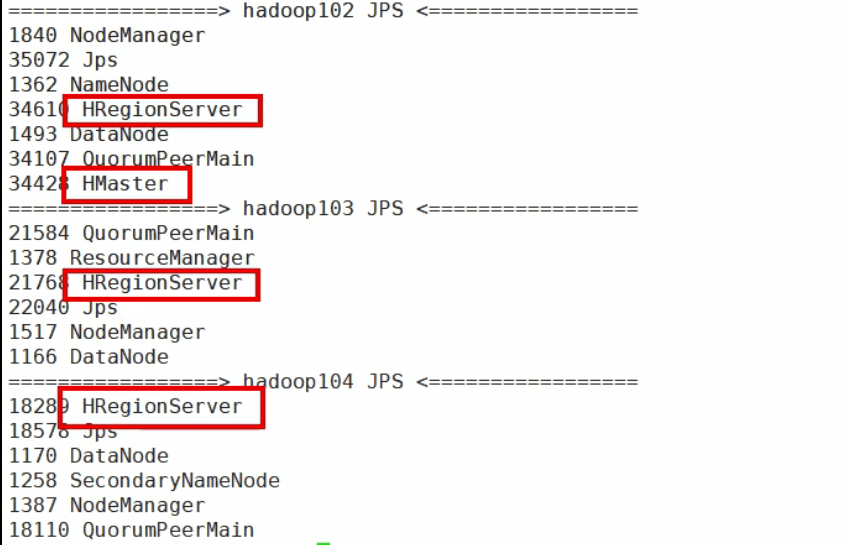 =================> hadoop102 JPS <=================
1840 NodeManager
35072 Jps
1362 NameNode
34610 HRegionServer
1493 DataNode
34107 QuorumPeerMain
34428 HMaster
=================> hadoop103 JPS <=================
21584 QuorumPeerMain
1378 ResourceManager
21768 HRegionServer
22040 Jps
1517 NodeManager
1166 DataNode
=================> hadoop104 JPS <=================
18289 HRegionServer
18578 Jps
1170 DataNode
1258 SecondaryNameNode
1387 NodeManager
18110 QuorumPeerMain